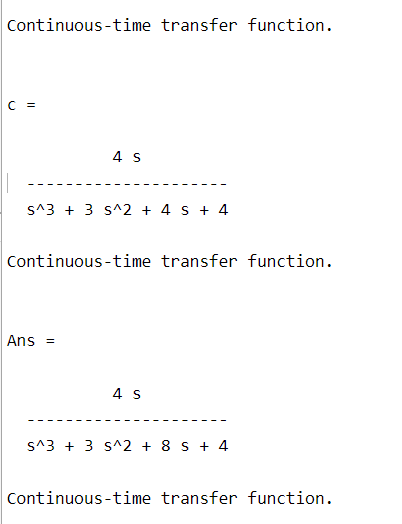 Continuous-time transfer function.
c =
4 s
---------------------
s^3 + 3 s^2 + 4 s + 4
Continuous-time transfer function.
Ans =
4 s
---------------------
s^3 + 3 s^2 + 8 s + 4
Continuous-time transfer function.